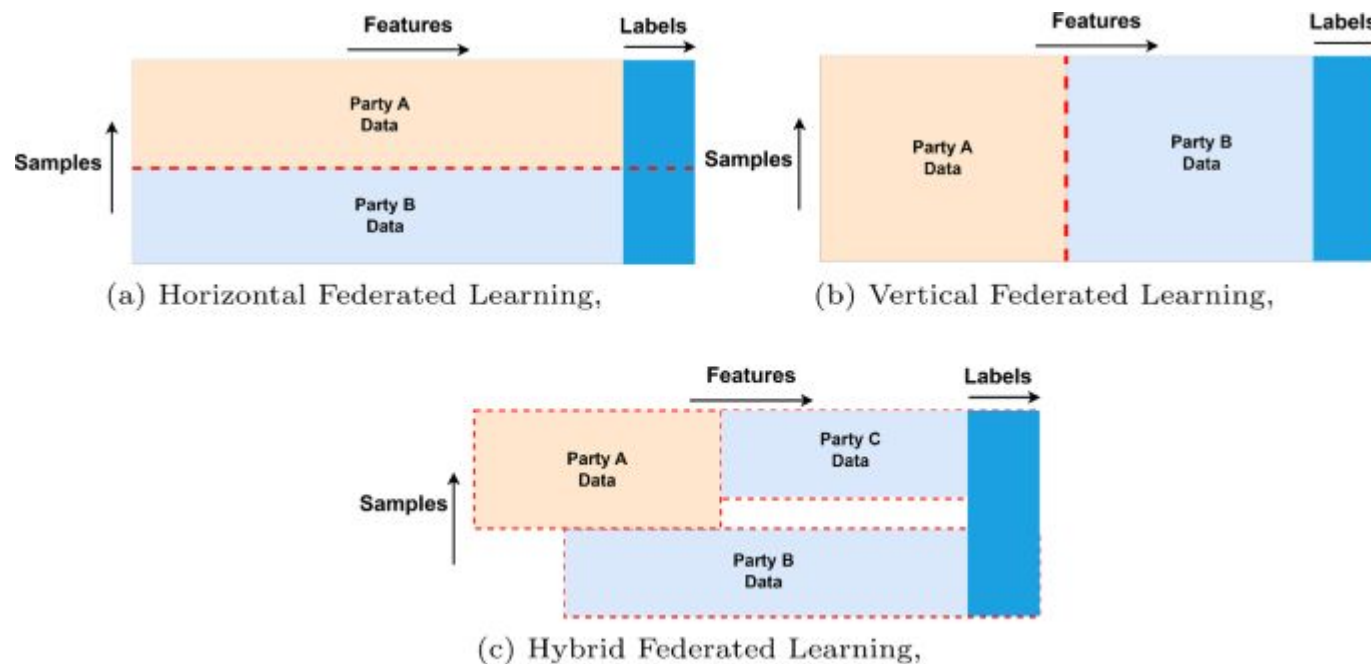 Features
Labels
Samples
Party A
Data
Party B
Data
(a) Horizontal Federated Learning,
Features
Labels
Samples
Party A
Data
Party B
Data
(b) Vertical Federated Learning,
Features
Labels
Samples
Party A
Data
Party C
Data
Party B
Data
(c) Hybrid Federated Learning,